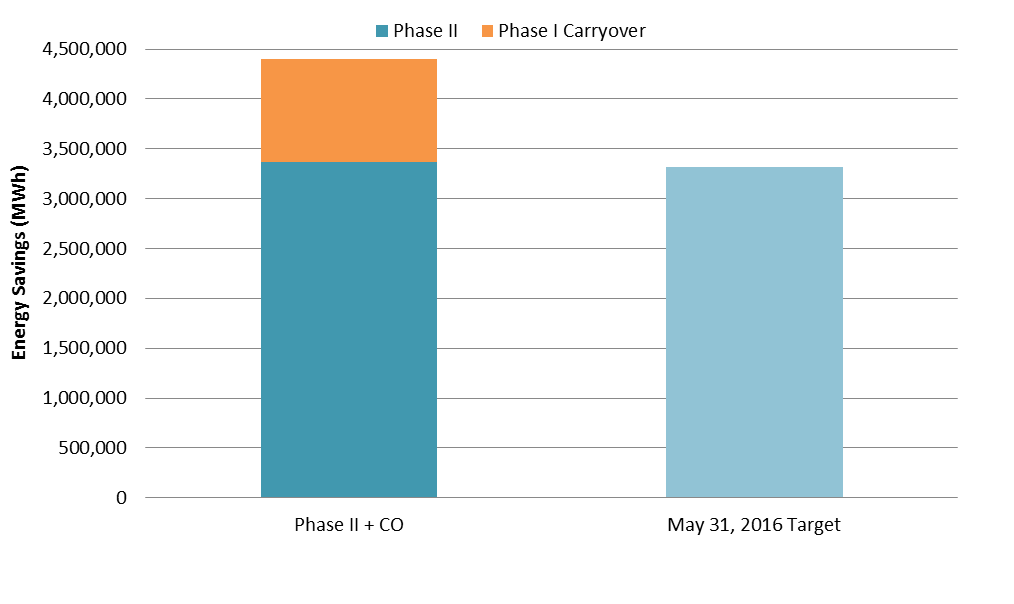 Phase II
Phase I Carryover
4,500,000
4,000,000
3,500,000
3,000,000
2,500,000
2,000,000
1,500,000
1,000,000
500,000
0
Energy Savings (MWh)
Phase II + CO
May 31, 2016 Target